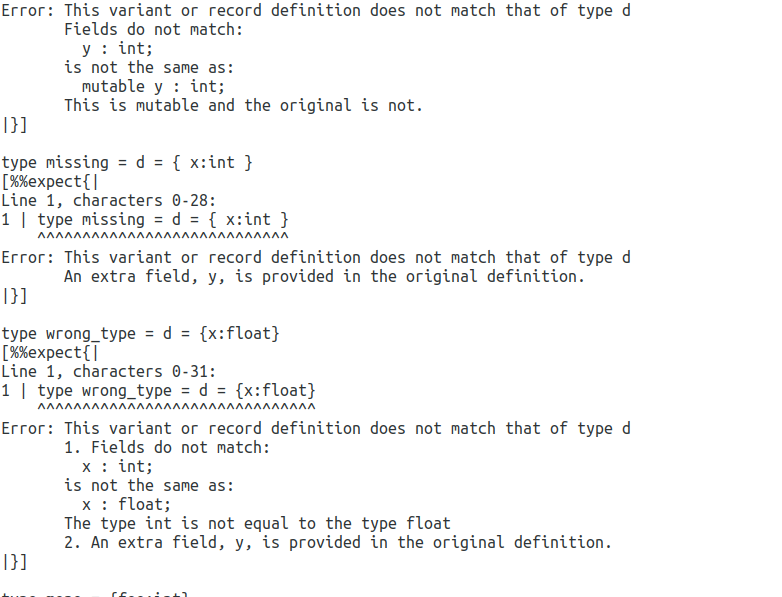 Error: This variant or record definition does not match that of type d
       Fields do not match:
         y : int;
       is not the same as:
         mutable y : int;
       This is mutable and the original is not.
|}]

type missing = d = { x:int }
[%%expect{|
Line 1, characters 0-28:
1 | type missing = d = { x:int }
    ^^^^^^^^^^^^^^^^^^^^^^^^^^^^
Error: This variant or record definition does not match that of type d
       An extra field, y, is provided in the original definition.
|}]

type wrong_type = d = {x:float}
[%%expect{|
Line 1, characters 0-31:
1 | type wrong_type = d = {x:float}
    ^^^^^^^^^^^^^^^^^^^^^^^^^^^^^^^
Error: This variant or record definition does not match that of type d
       1. Fields do not match:
         x : int;
       is not the same as:
         x : float;
       The type int is not equal to the type float
       2. An extra field, y, is provided in the original definition.
|}]